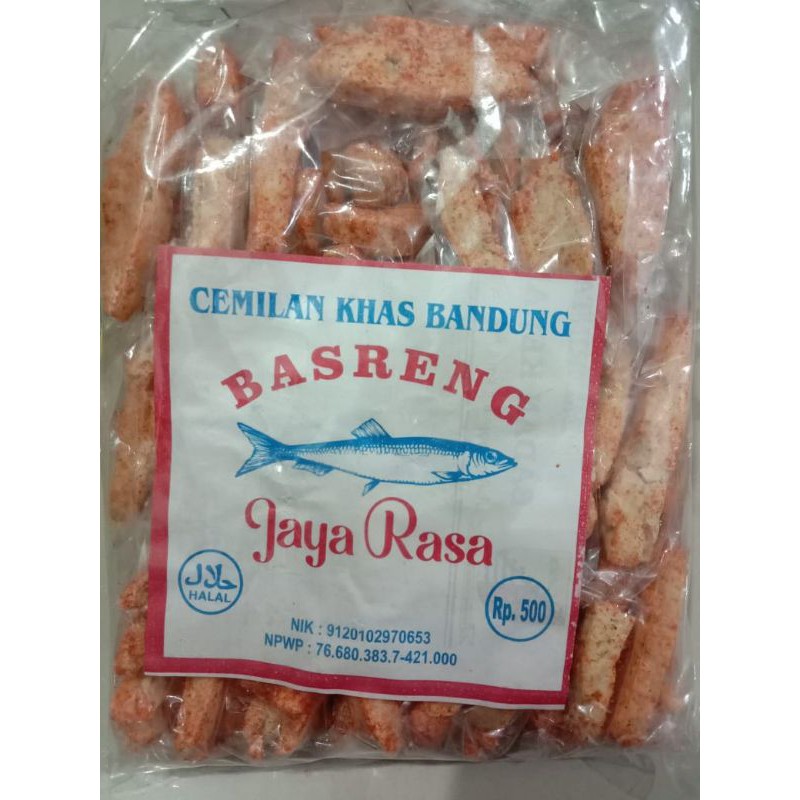 CEMILAN KHAS BANDUNG
BASRENG
Jaya Rasa
حلال
HALAL
Rp. 500
NIK : 9120102970653
NPWP : 76.680.383.7-421.000